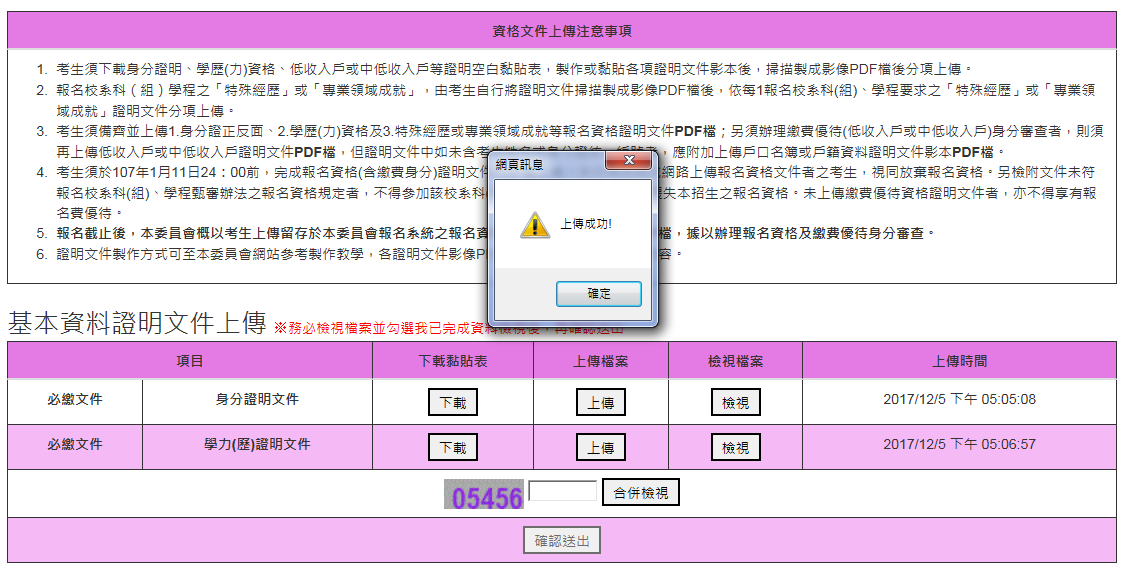 資格文件上傳注意事項
1. 考生須下載身分證明、學歷(力)資格、低收入戶或中低收入戶等證明空白黏貼表，製作或黏貼各項證明文件影本後，掃描製成影像PDF檔後分項上傳。
2. 報名校系科（組）學程之「特殊經歷」或「專業領域成就」，由考生自行將證明文件掃描製成影像PDF檔後，依每1報名校系科(組)、學程要求之「特殊經歷」或「專業領
域成就」證明文件分項上傳。
3. 考生須備齊並上傳1.身分證正反面、2.學歷(力)資格及3.特殊經歷或專業領域成就等報名資格證明文件PDF檔；另須辦理繳費優待(低收入戶或中低收入戶)身分審查者，則須
再上傳低收入戶或中低收入戶證明文件PDF檔，但證明文件中如未含考生姓名或身分證統一編號者，應附加上傳戶口名簿或戶籍資料證明文件影本PDF檔。
4. 考生須於107年1月11日24：00前，完成報名資格(含繳費身分)證明文 網路上傳報名資格文件者之考生，視同放棄報名資格。另檢附文件未符
報名校系科(組)、學程甄審辦法之報名資格規定者，不得參加該校系科 失本招生之報名資格。未上傳繳費優待資格證明文件者，亦不得享有報
名費優待。
5. 報名截止後，本委員會概以考生上傳留存於本委員會報名系統之報名資 檔，據以辦理報名資格及繳費優待身分審查。
6. 證明文件製作方式可至本委員會網站參考製作教學，各證明文件影像P 容。
網頁訊息
上傳成功!
確定
基本資料證明文件上傳 ※務必檢視檔案並勾選我已完成資料檢視後，再確認送出
項目 下載黏貼表 上傳檔案 檢視檔案 上傳時間
必繳文件 身分證明文件 下載 上傳 檢視 2017/12/5 下午 05:05:08
必繳文件 學力(歷)證明文件 下載 上傳 檢視 2017/12/5 下午 05:06:57
05456 合併檢視
確認送出